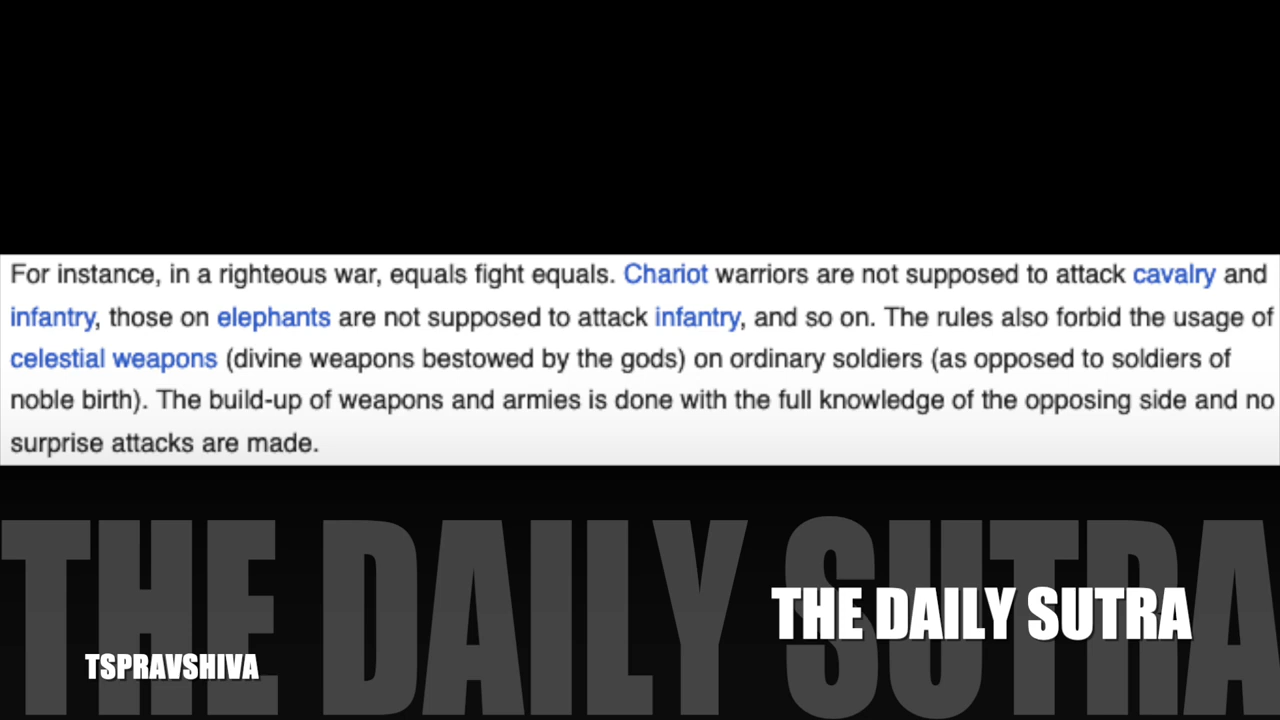 For instance, in a righteous war, equals fight equals. Chariot warriors are not supposed to attack cavalry and
infantry, those on elephants are not supposed to attack infantry, and so on. The rules also forbid the usage of
celestial weapons (divine weapons bestowed by the gods) on ordinary soldiers (as opposed to soldiers of
noble birth). The build-up of weapons and armies is done with the full knowledge of the opposing side and no
surprise attacks are made.
THE DAILY SUTRA
THE DAILY SUTRA
TSPRAVSHIVA